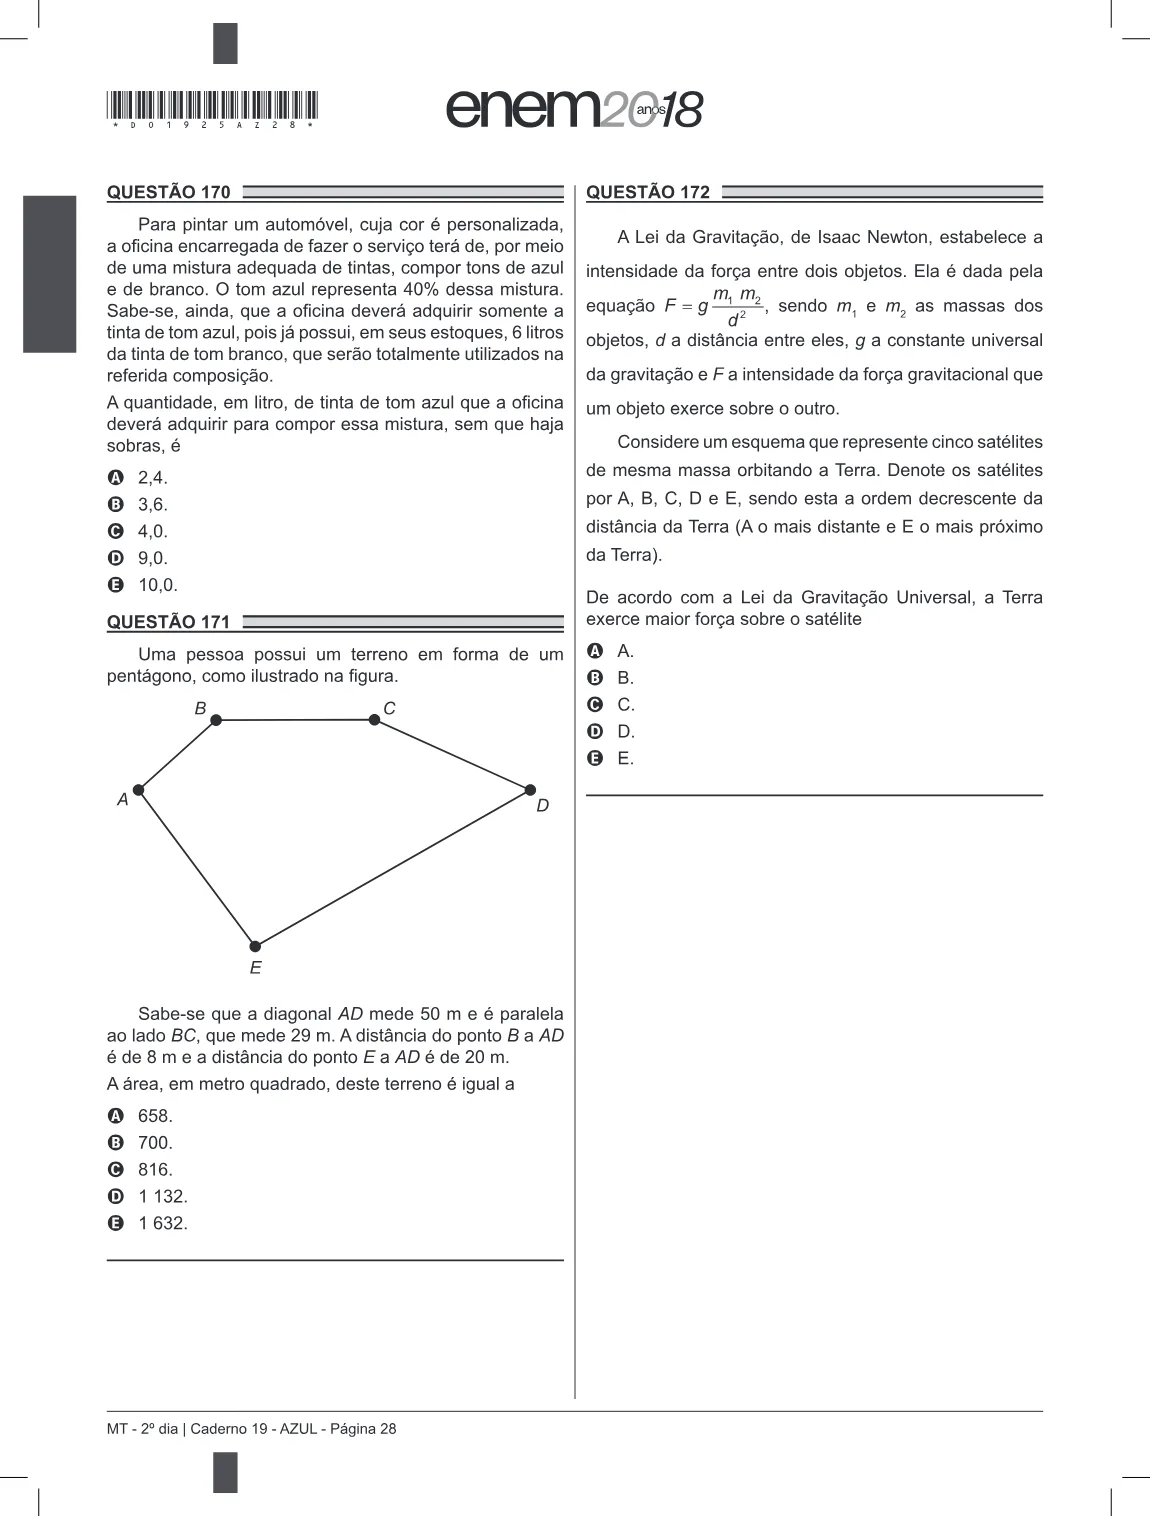 *DO1925AZ28*
enem20anos18
QUESTÃO 170
Para pintar um automóvel, cuja cor é personalizada,
a oficina encarregada de fazer o serviço terá de, por meio
de uma mistura adequada de tintas, compor tons de azul
e de branco. O tom azul representa 40% dessa mistura.
Sabe-se, ainda, que a oficina deverá adquirir somente a
tinta de tom azul, pois já possui, em seus estoques, 6 litros
da tinta de tom branco, que serão totalmente utilizados na
referida composição.
A quantidade, em litro, de tinta de tom azul que a oficina
deverá adquirir para compor essa mistura, sem que haja
sobras, é
A 2,4.
B 3,6.
C 4,0.
D 9,0.
E 10,0.
QUESTÃO 171
Uma pessoa possui um terreno em forma de um
pentágono, como ilustrado na figura.
B
C
A
D
E
Sabe-se que a diagonal AD mede 50 m e é paralela
ao lado BC, que mede 29 m. A distância do ponto B a AD
é de 8 m e a distância do ponto E a AD é de 20 m.
A área, em metro quadrado, deste terreno é igual a
A 658.
B 700.
C 816.
D 1 132.
E 1 632.
QUESTÃO 172
A Lei da Gravitação, de Isaac Newton, estabelece a
intensidade da força entre dois objetos. Ela é dada pela
equação F = g m₁ m₂ / d², sendo m₁ e m₂ as massas dos
objetos, d a distância entre eles, g a constante universal
da gravitação e F a intensidade da força gravitacional que
um objeto exerce sobre o outro.
Considere um esquema que represente cinco satélites
de mesma massa orbitando a Terra. Denote os satélites
por A, B, C, D e E, sendo esta a ordem decrescente da
distância da Terra (A o mais distante e E o mais próximo
da Terra).
De acordo com a Lei da Gravitação Universal, a Terra
exerce maior força sobre o satélite
A A.
B B.
C C.
D D.
E E.
MT - 2º dia | Caderno 19 - AZUL - Página 28